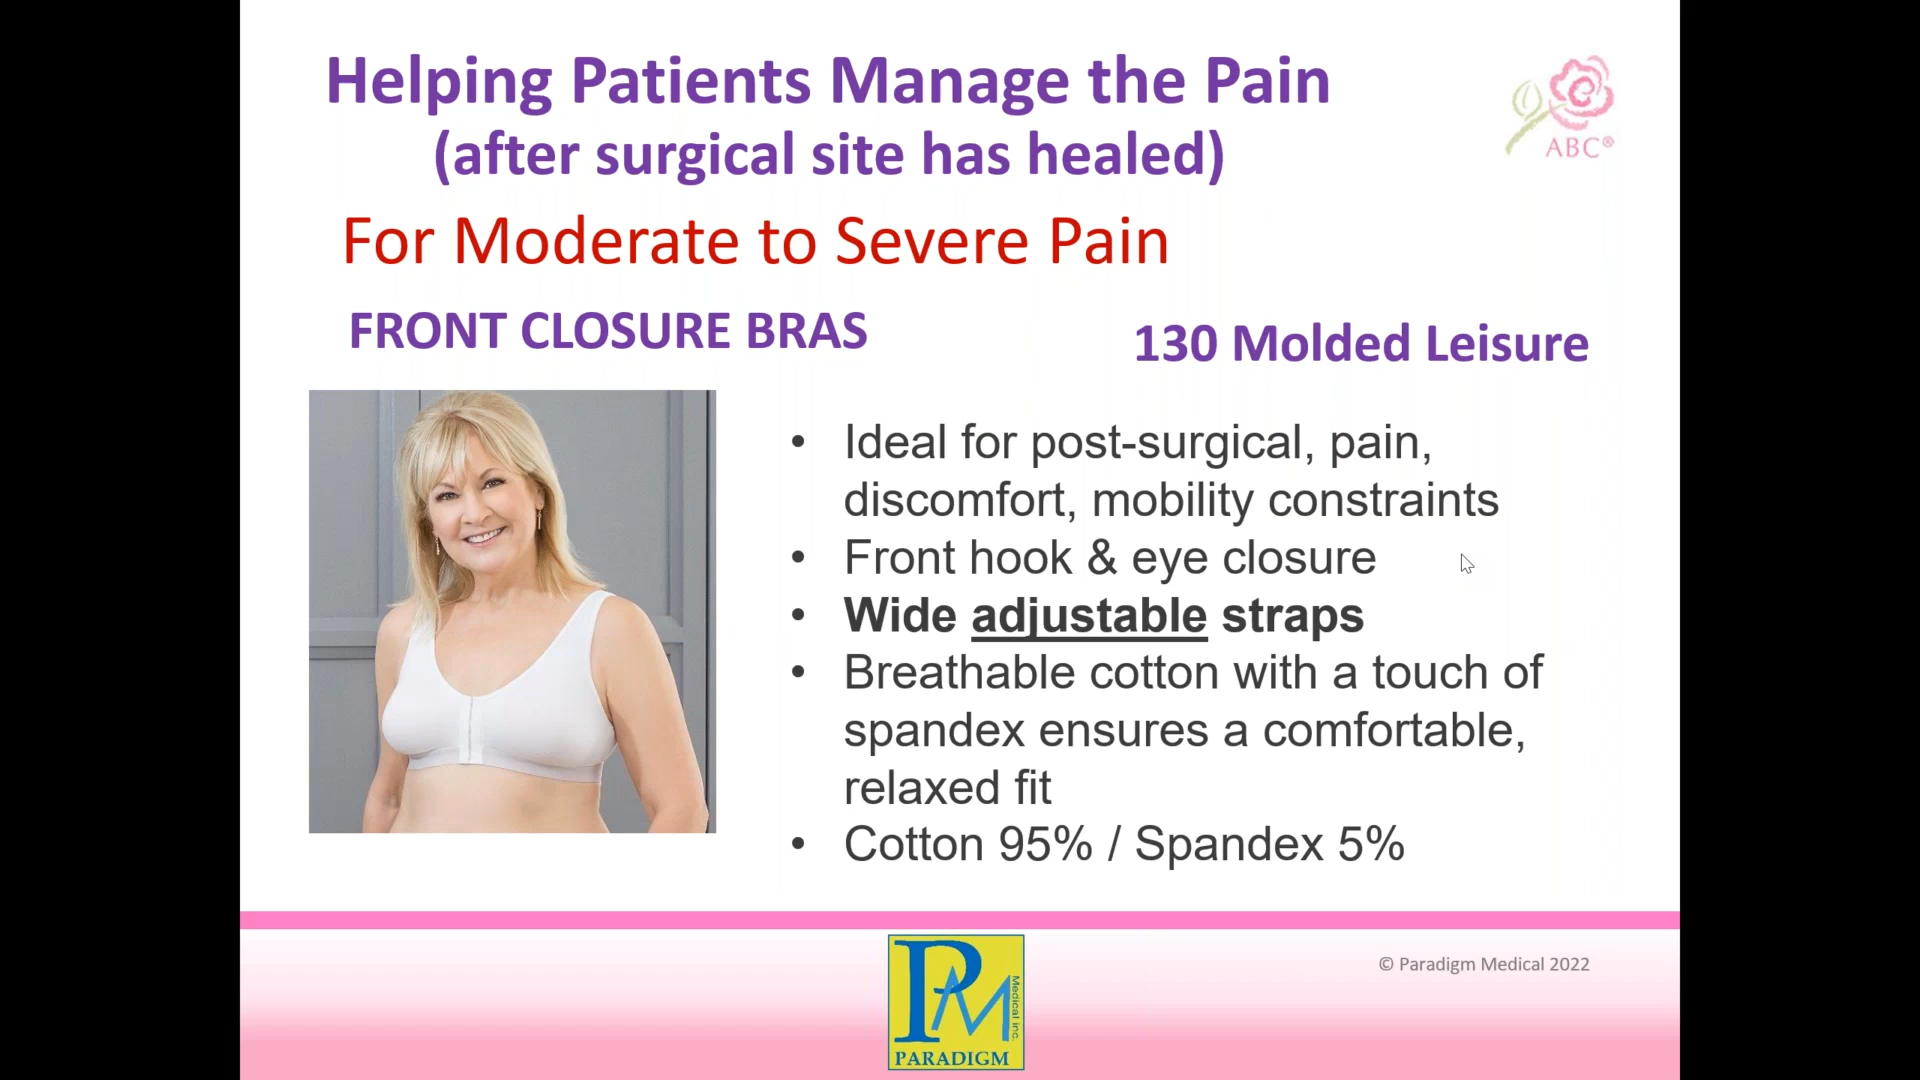 Helping Patients Manage the Pain
(after surgical site has healed)
ABC®
For Moderate to Severe Pain
FRONT CLOSURE BRAS
130 Molded Leisure
• Ideal for post-surgical, pain,
discomfort, mobility constraints
• Front hook & eye closure
• Wide adjustable straps
• Breathable cotton with a touch of
spandex ensures a comfortable,
relaxed fit
• Cotton 95% / Spandex 5%
© Paradigm Medical 2022
PM
Medical inc.
PARADIGM